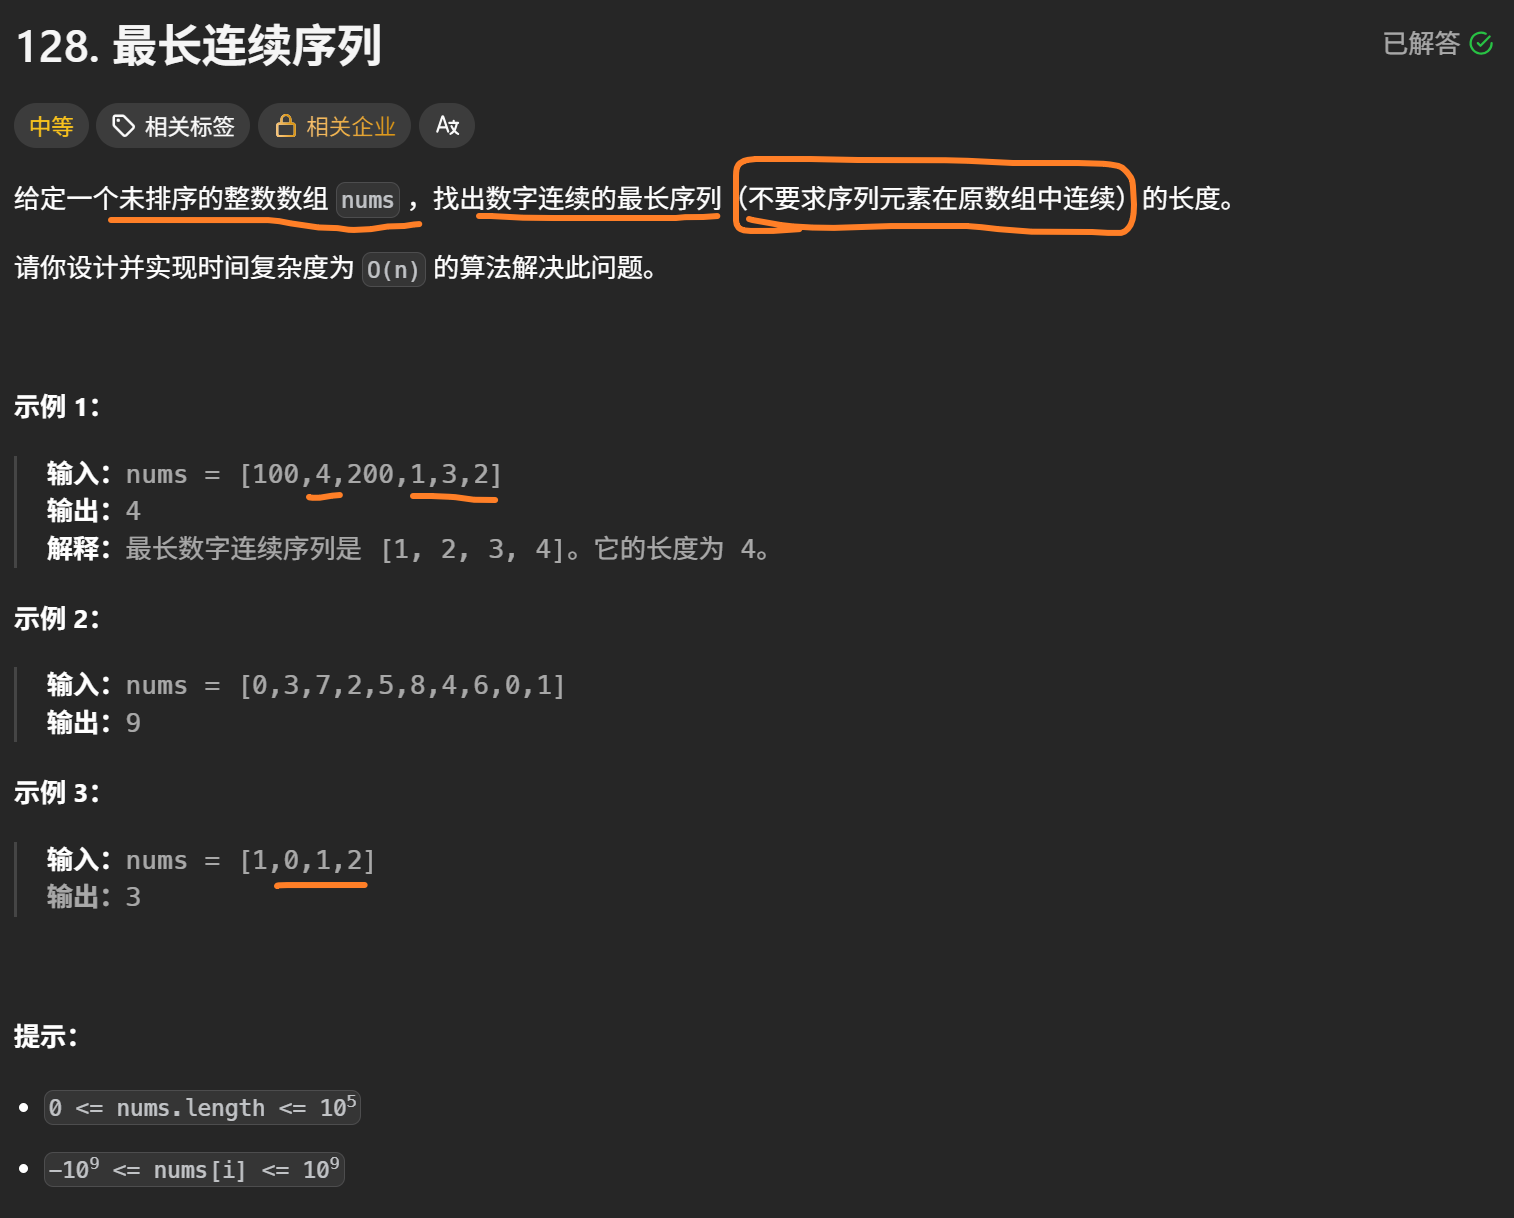 128. 最长连续序列
已解答
中等 相关标签 相关企业
给定一个未排序的整数数组 nums ，找出数字连续的最长序列（不要求序列元素在原数组中连续）的长度。
请你设计并实现时间复杂度为 O(n) 的算法解决此问题。
示例 1：
输入：nums = [100,4,200,1,3,2]
输出：4
解释：最长数字连续序列是 [1, 2, 3, 4]。它的长度为 4。
示例 2：
输入：nums = [0,3,7,2,5,8,4,6,0,1]
输出：9
示例 3：
输入：nums = [1,0,1,2]
输出：3
提示：
0 <= nums.length <= 10⁵
-10⁹ <= nums[i] <= 10⁹